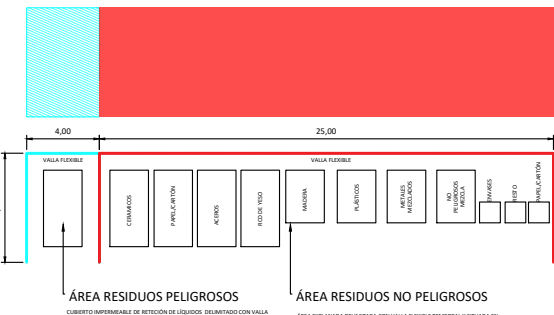 4,00
25,00
VALLA FLEXIBLE
VALLA FLEXIBLE
CERAMICOS
PAPEL/CARTÓN
ACEROS
RCD DE YESO
MADERA
PLÁSTICOS
METALES
MEZCLADOS
NO
PELIGROSOS
MEZCLA
ENVASES
RESTO
PAPEL/CARTÓN
ÁREA RESIDUOS PELIGROSOS
CUBIERTO IMPERMEABLE DE RETECIÓN DE LÍQUIDOS DELIMITADO CON VALLA
ÁREA RESIDUOS NO PELIGROSOS